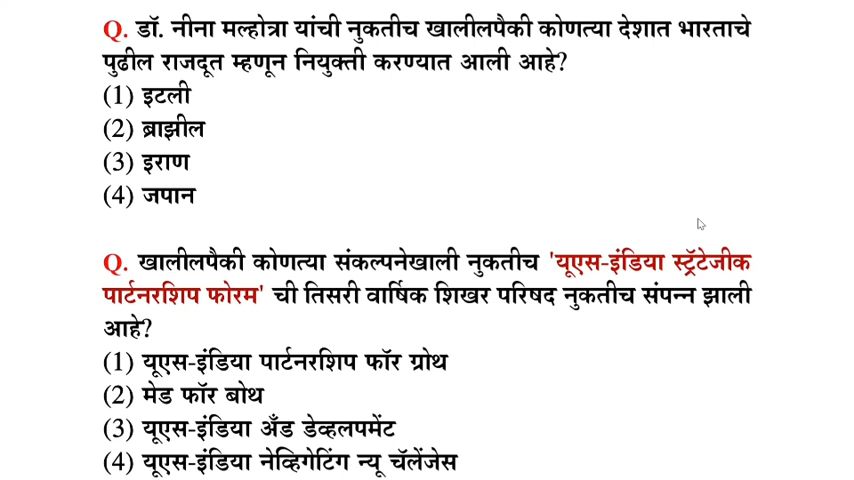 Q. डॉ. नीना मल्होत्रा यांची नुकतीच खालीलपैकी कोणत्या देशात भारताचे
पुढील राजदूत म्हणून नियुक्ती करण्यात आली आहे?
(1) इटली
(2) ब्राझील
(3) इराण
(4) जपान
Q. खालीलपैकी कोणत्या संकल्पनेखाली नुकतीच 'यूएस-इंडिया स्ट्रॅटेजीक
पार्टनरशिप फोरम' ची तिसरी वार्षिक शिखर परिषद नुकतीच संपन्न झाली
आहे?
(1) यूएस-इंडिया पार्टनरशिप फॉर ग्रोथ
(2) मेड फॉर बोथ
(3) यूएस-इंडिया अँड डेव्हलपमेंट
(4) यूएस-इंडिया नेव्हिगेटिंग न्यू चॅलेंजेस